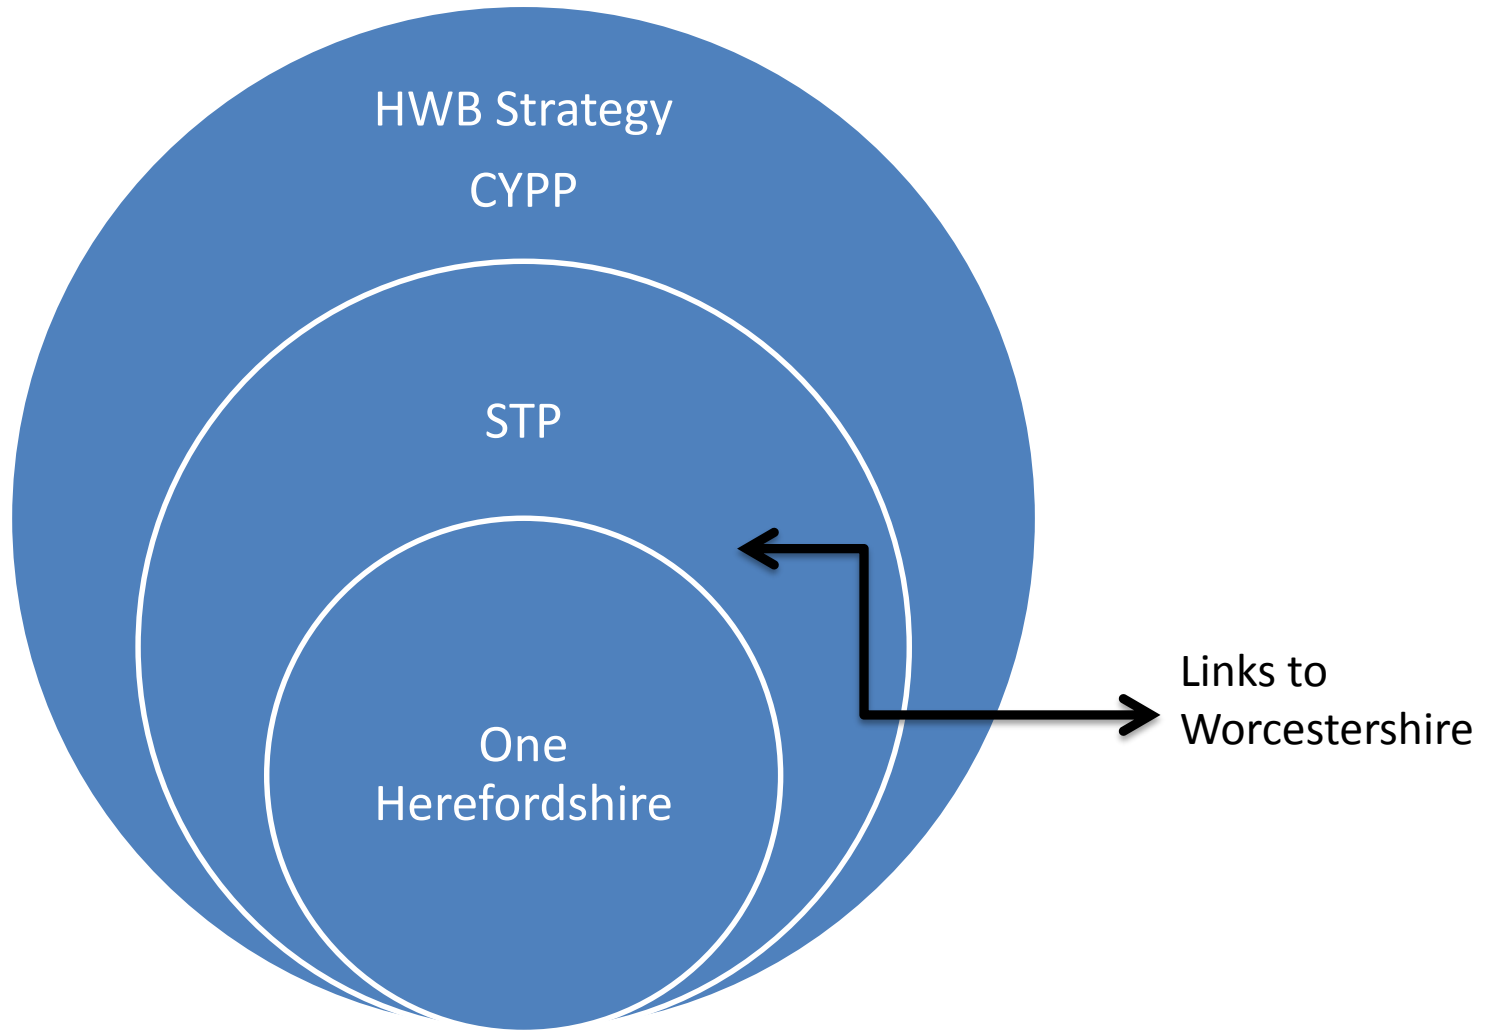 HWB Strategy
CYPP
STP
One
Herefordshire
Links to
Worcestershire